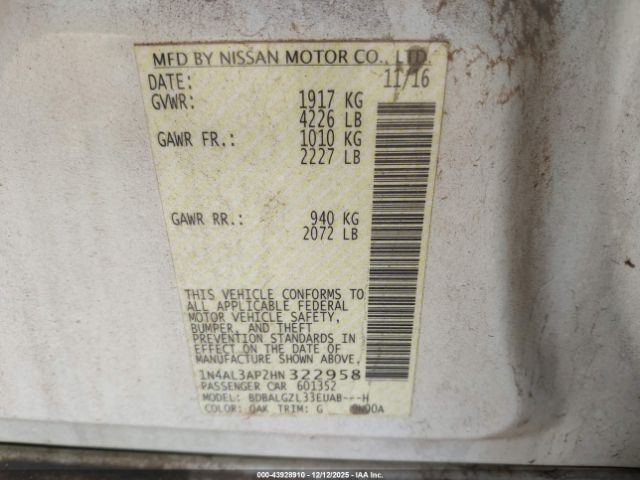 MFD BY NISSAN MOTOR CO., LTD.
DATE: 11/16
GVWR: 1917 KG
4226 LB
GAWR FR.: 1010 KG
2227 LB
GAWR RR.: 940 KG
2072 LB
THIS VEHICLE CONFORMS TO
ALL APPLICABLE FEDERAL
MOTOR VEHICLE SAFETY,
BUMPER, AND THEFT
PREVENTION STANDARDS
IN EFFECT ON THE DATE OF
MANUFACTURE SHOWN ABOVE.
1N4AL3AP2HN322958
PASSENGER CAR 601352
MODEL: BDBALGZL33EUAB---H
COLOR: QAK TRIM: G
000-43928910 - 12/12/2025 - IAA Inc.